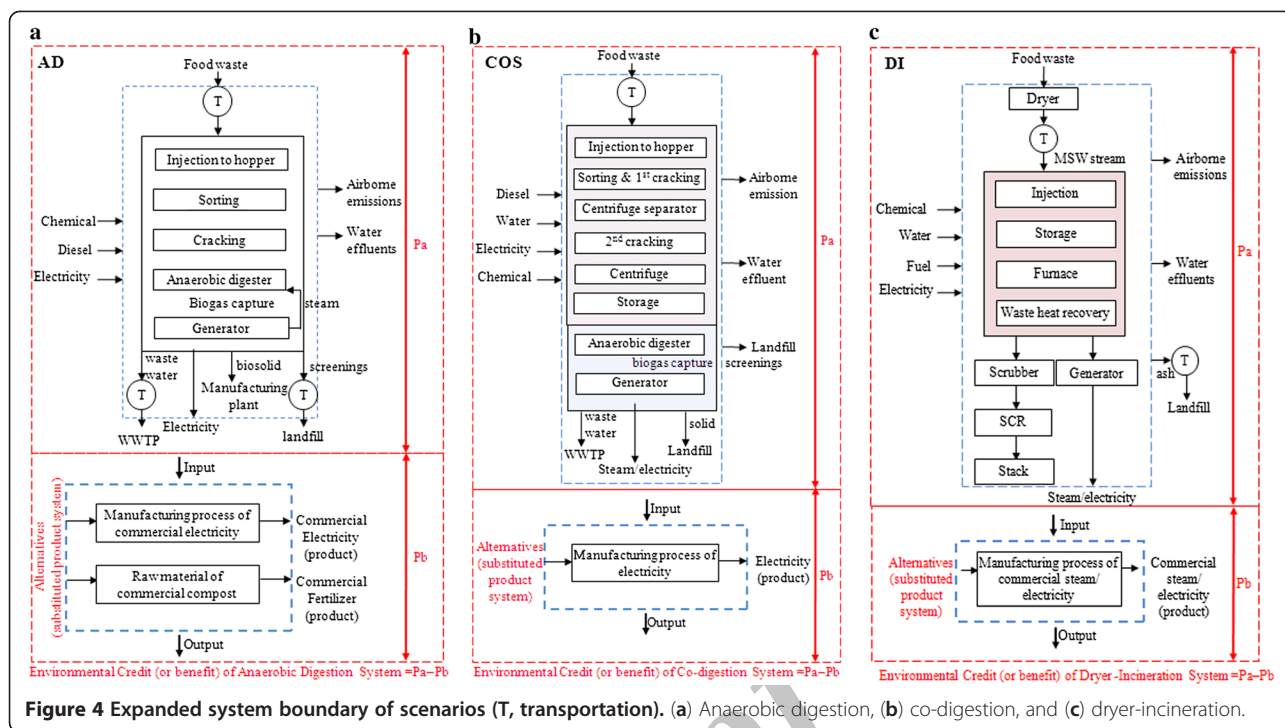 a
AD
Food waste
T
Injection to hopper
Sorting
Cracking
Anaerobic digester
Biogas capture
steam
Generator
Chemical
Diesel
Electricity
Airborne
emissions
Water
effluents
waste
water
biosolid
screenings
T
Manufacturing
plant
T
WWTP
Electricity
landfill
Pa
Input
Alternatives
(substituted product system)
Manufacturing process of
commercial electricity
Commercial
Electricity
(product)
Raw material of
commercial compost
Commercial
Fertilizer
(product)
Output
Pb
Environmental Credit (or benefit) of Anaerobic Digestion System =Pa–Pb
b
COS
Food waste
T
Injection to hopper
Sorting & 1st cracking
Centrifuge separator
2nd cracking
Centrifuge
Storage
Anaerobic digester
biogas capture
Generator
Diesel
Water
Electricity
Chemical
Airborne
emission
Water
effluent
Landfill
screenings
waste
water
solid
WWTP
Landfill
Steam/electricity
Pa
Input
Alternatives
(substituted
product
system)
Manufacturing process of
electricity
Electricity
(product)
Output
Pb
Environmental Credit (or benefit) of Co-digestion System =Pa–Pb
c
DI
Food waste
Dryer
T
MSW stream
Injection
Storage
Furnace
Waste heat recovery
Chemical
Water
Fuel
Electricity
Airborne
emissions
Water
effluents
Scrubber
Generator
SCR
Stack
ash
T
Landfill
Steam/electricity
Pa
Input
Alternatives
(substituted
product
system)
Manufacturing process of
commercial steam/
electricity
Commercial
steam/
electricity
(product)
Output
Pb
Environmental Credit (or benefit) of Dryer-Incineration System =Pa–Pb
Figure 4 Expanded system boundary of scenarios (T, transportation). (a) Anaerobic digestion, (b) co-digestion, and (c) dryer-incineration.